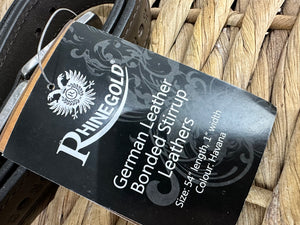 RHINEGOLD®
German Leather
Bonded Stirrup
Leathers
Size: 54" length, 1" width
Colour: Havana